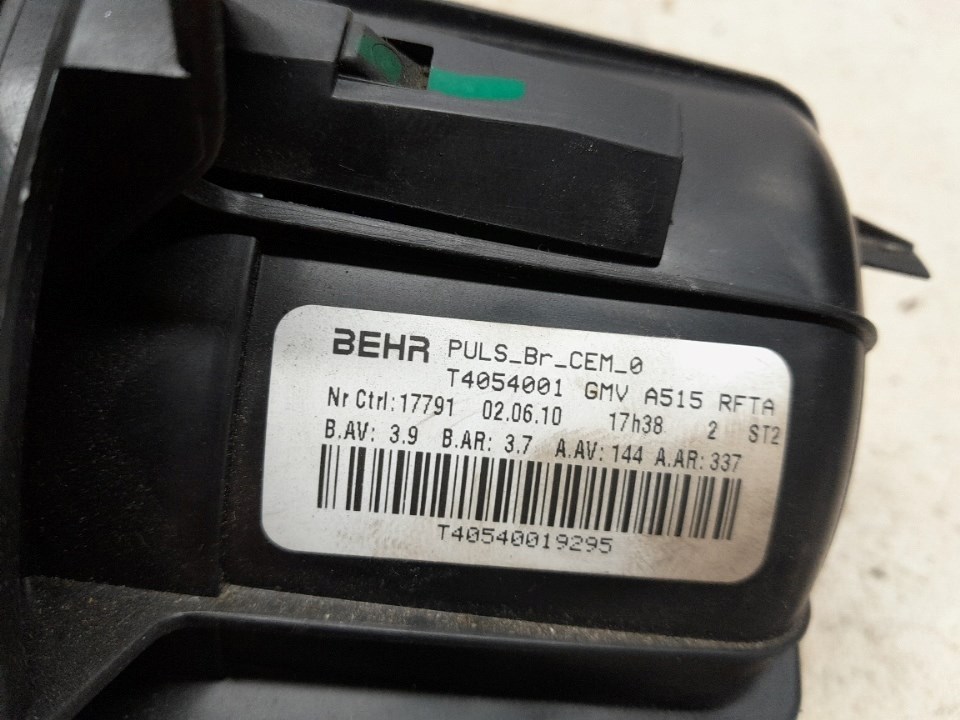 BEHR PULS_Br_CEM_0
T4054001 GMV A515 RFTA
Nr Ctrl:17791 02.06.10 17h38 2 ST2
B.AV: 3.9 B.AR: 3.7 A.AV: 144 A.AR: 337
T40540019295